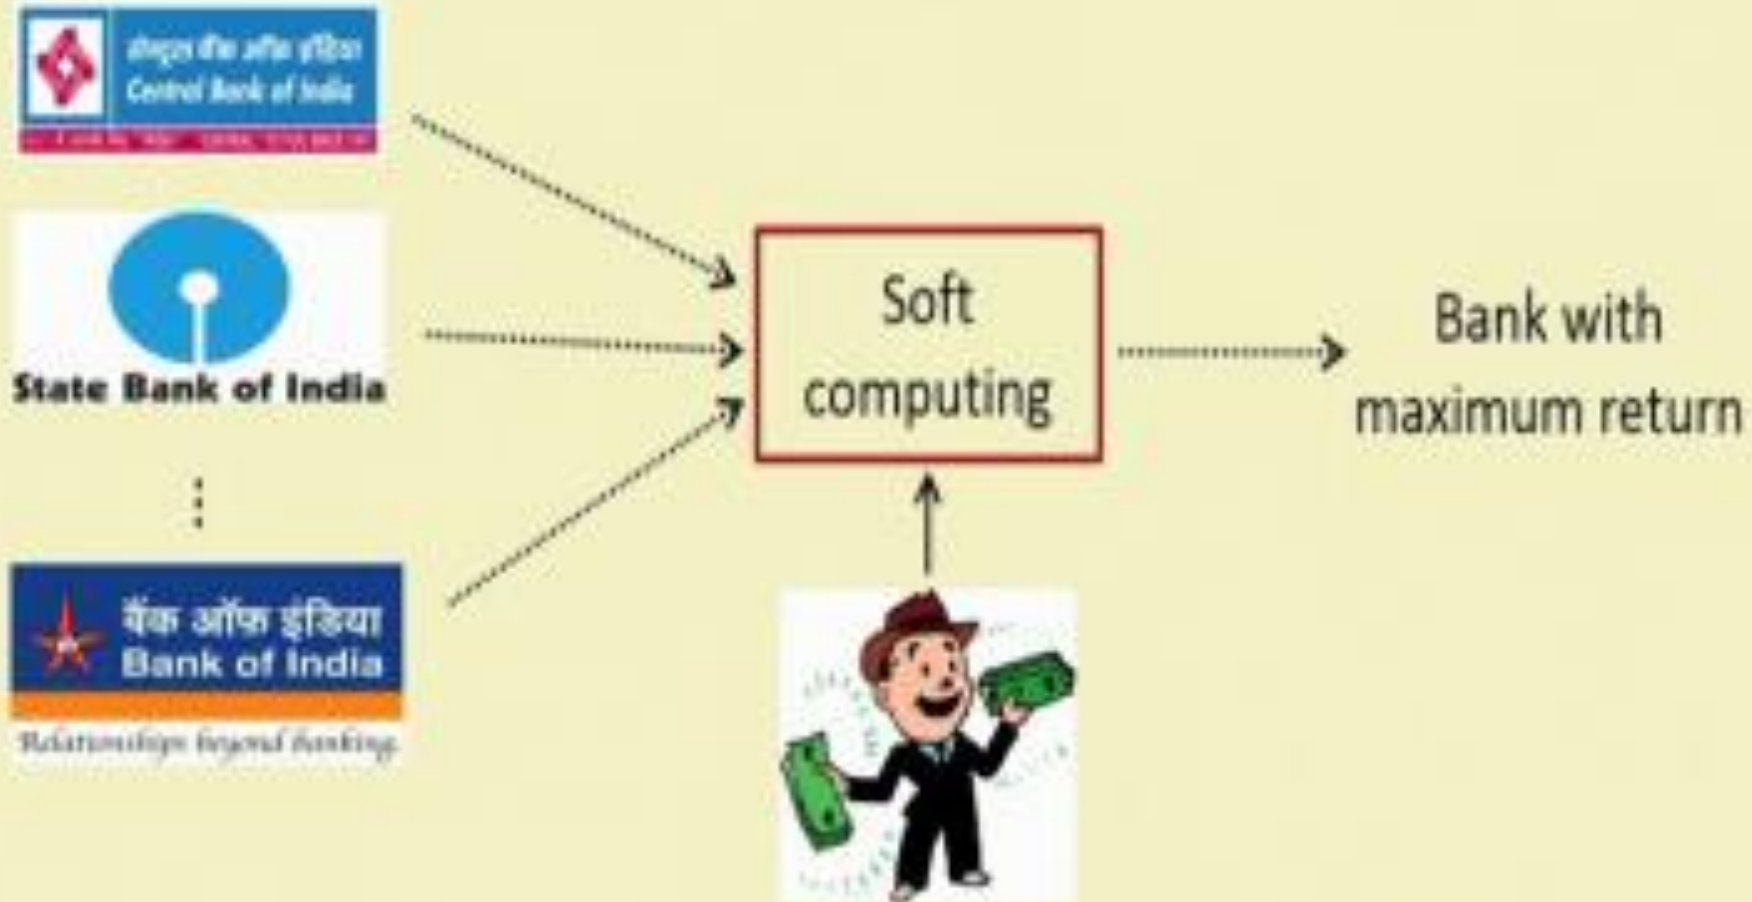 सेन्ट्रल बैंक ऑफ इंडिया
Central Bank of India
State Bank of India
बैंक ऑफ इंडिया
Bank of India
Relationships beyond banking
Soft
computing
Bank with
maximum return